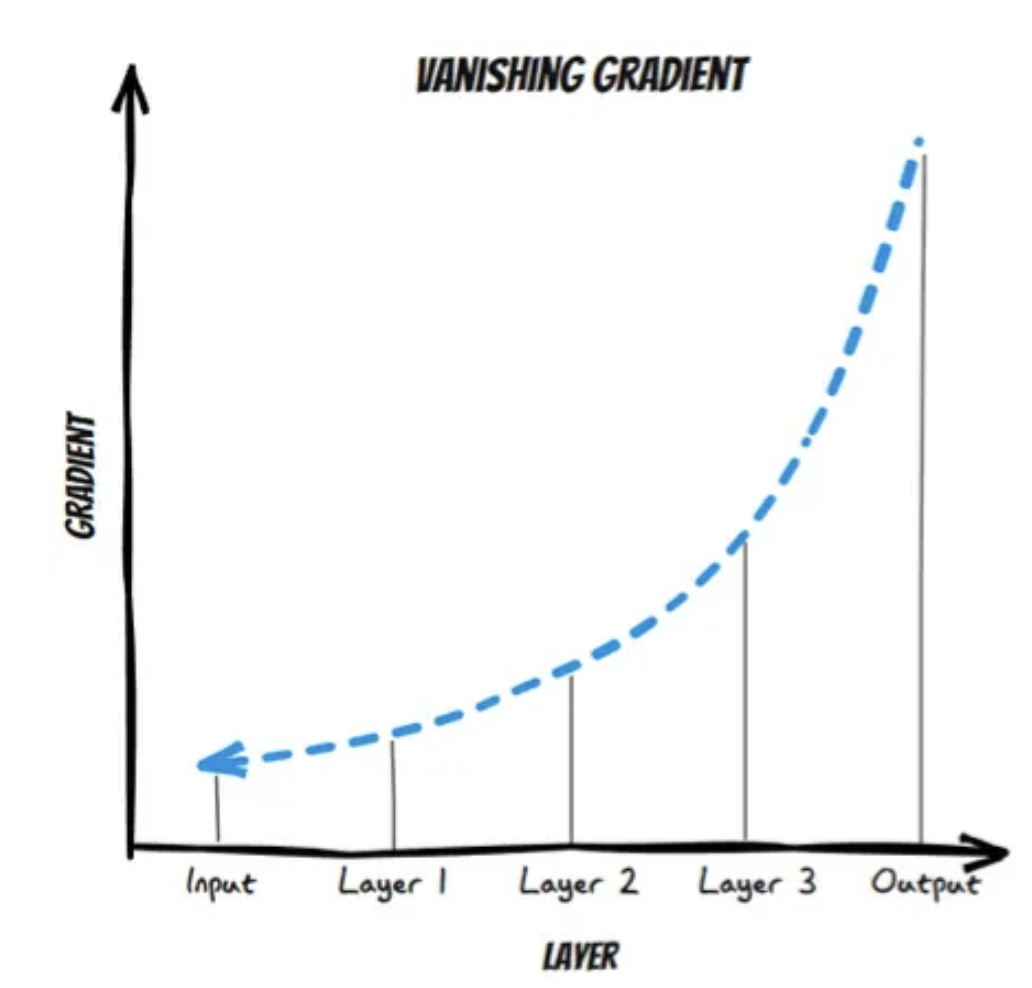 VANISHING GRADIENT
GRADIENT
Input Layer 1 Layer 2 Layer 3 Output
LAYER